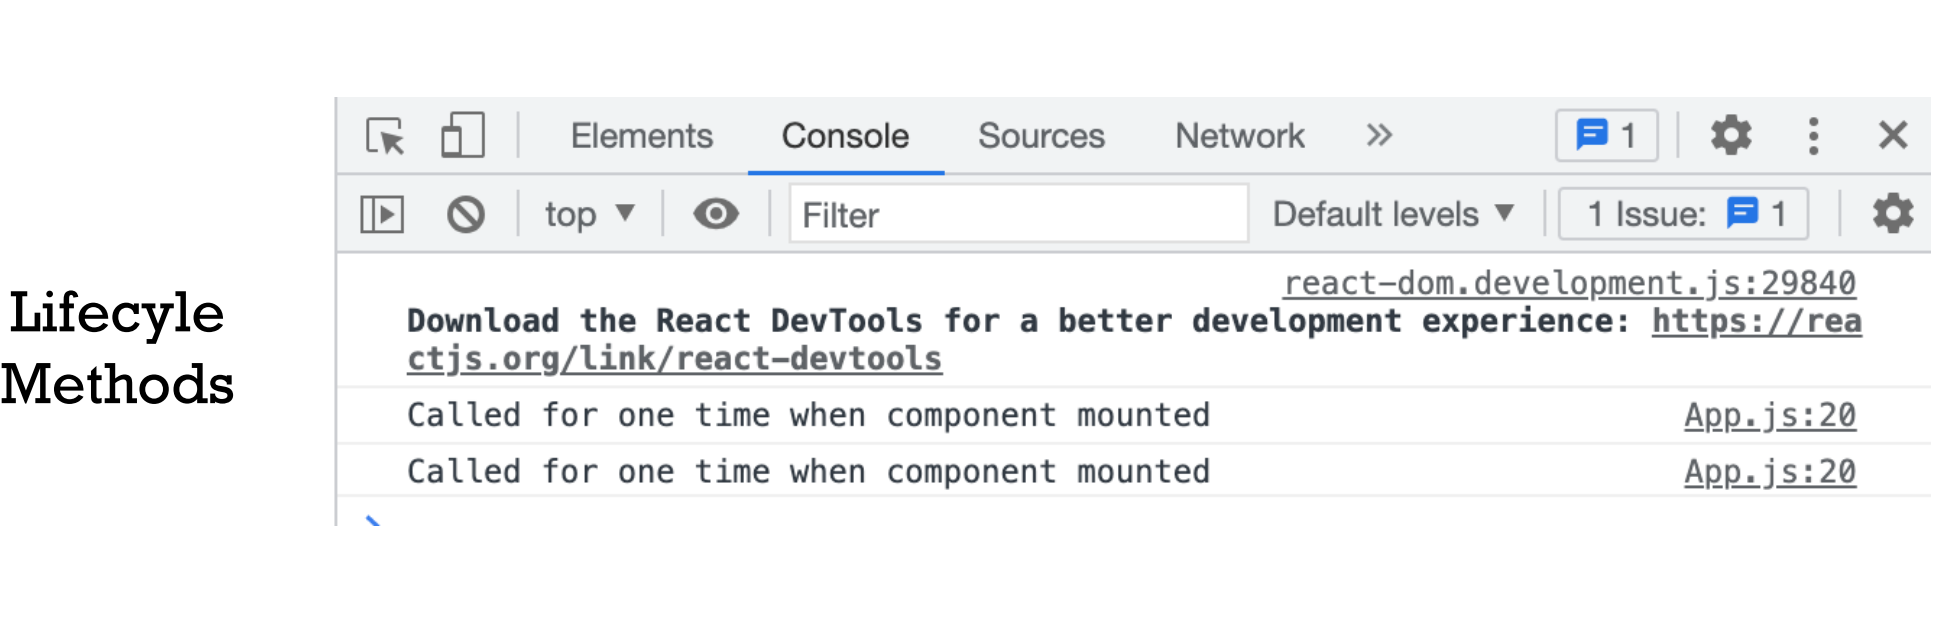 Lifecyle
Methods
Elements Console Sources Network 1
top Filter Default levels 1 Issue: 1
react-dom.development.js:29840
Download the React DevTools for a better development experience: https://rea
ctjs.org/link/react-devtools
Called for one time when component mounted App.js:20
Called for one time when component mounted App.js:20